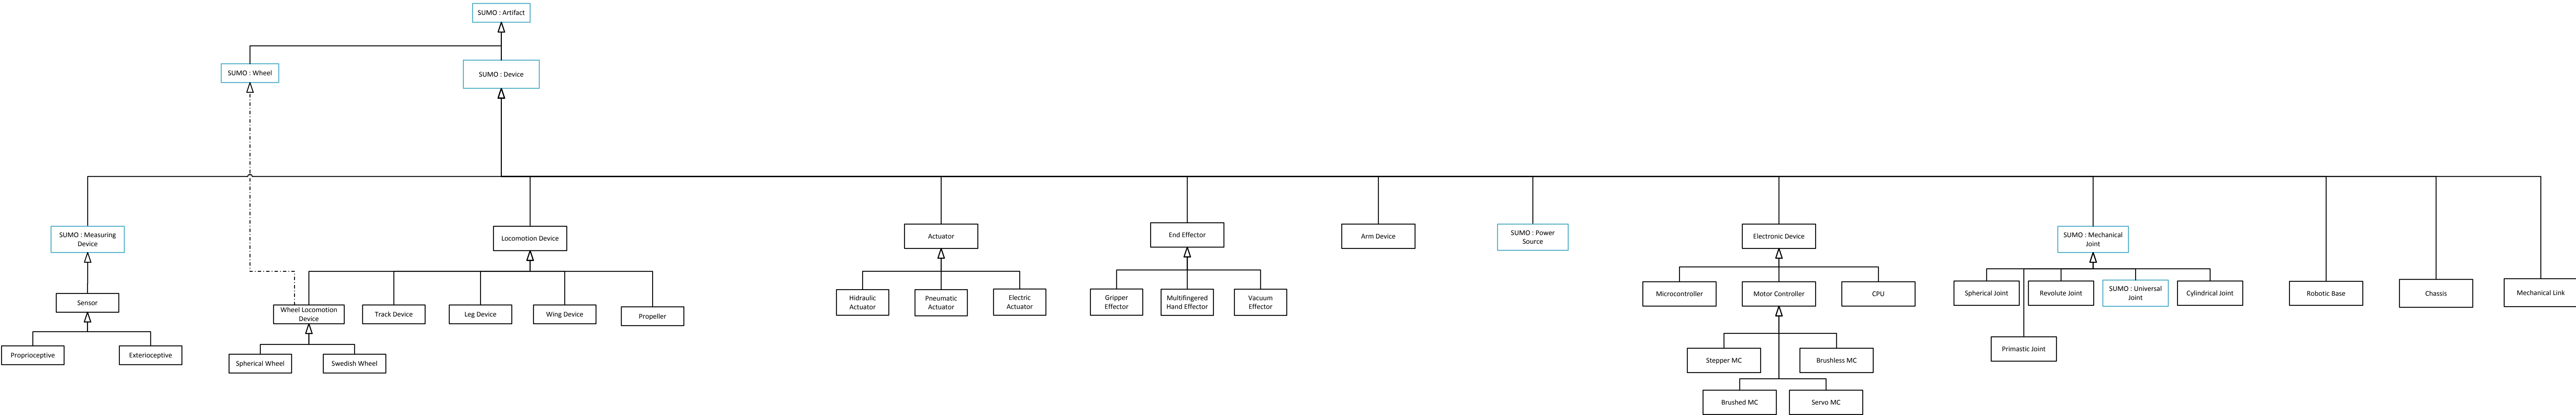 SUMO : Artifact
SUMO : Wheel
SUMO : Device
SUMO : Measuring
Device
Locomotion Device
Actuator
End Effector
Arm Device
SUMO : Power
Source
Electronic Device
SUMO : Mechanical
Joint
Sensor
Wheel Locomotion
Device
Track Device
Leg Device
Wing Device
Propeller
Hidraulic
Actuator
Pneumatic
Actuator
Electric
Actuator
Gripper
Effector
Multifingered
Hand Effector
Vacuum
Effector
Microcontroller
Motor Controller
CPU
Spherical Joint
Revolute Joint
SUMO : Universal
Joint
Cylindrical Joint
Robotic Base
Chassis
Mechanical Link
Proprioceptive
Exterioceptive
Spherical Wheel
Swedish Wheel
Stepper MC
Brushless MC
Primastic Joint
Brushed MC
Servo MC